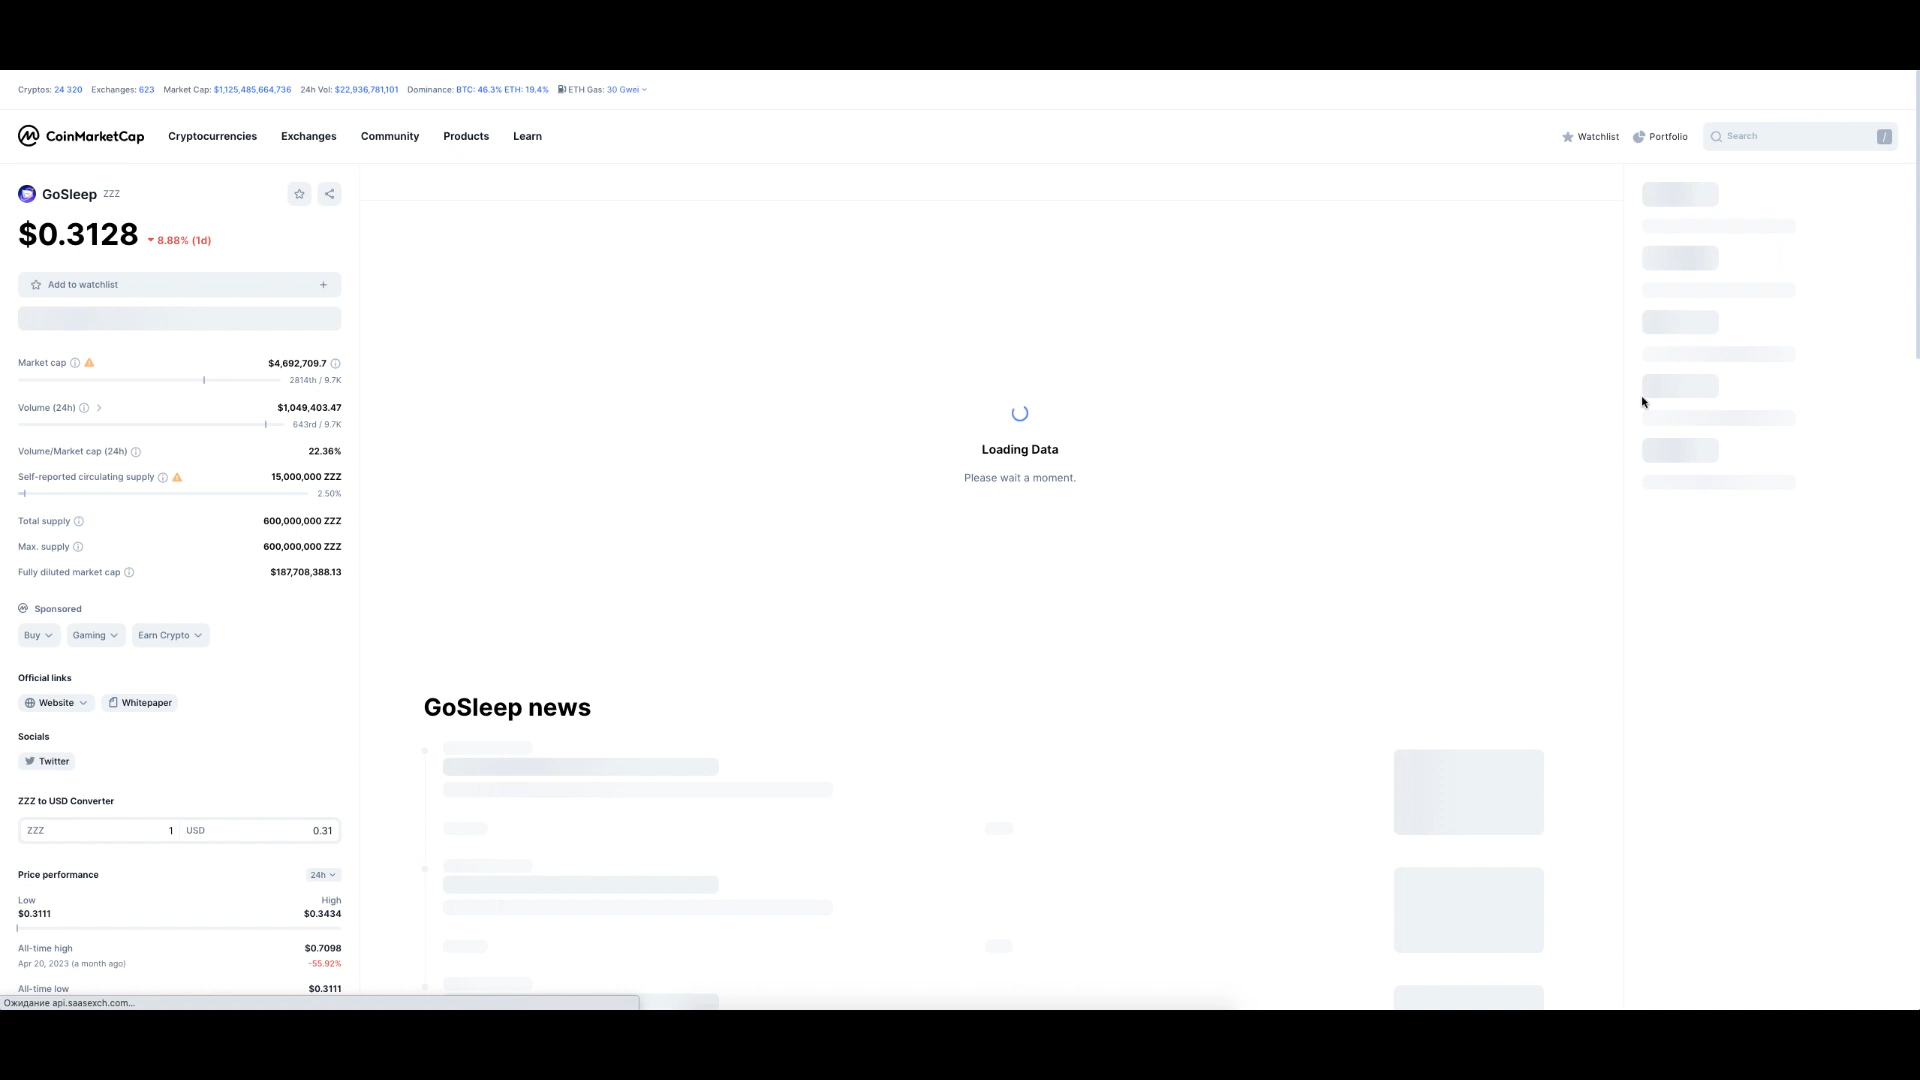 Cryptos: 24 320 Exchanges: 623 Market Cap: $1,125,485,664,736 24h Vol: $22,936,781,101 Dominance: BTC: 46.3% ETH: 19.4% ETH Gas: 30 Gwei
CoinMarketCap Cryptocurrencies Exchanges Community Products Learn Watchlist Portfolio Search /
GoSleep ZZZ
$0.3128 8.88% (1d)
Add to watchlist +
Market cap $4,692,709.7
2814th / 9.7K
Volume (24h) $1,049,403.47
643rd / 9.7K
Volume/Market cap (24h) 22.36%
Self-reported circulating supply 15,000,000 ZZZ
2.50%
Total supply 600,000,000 ZZZ
Max. supply 600,000,000 ZZZ
Fully diluted market cap $187,708,388.13
Sponsored
Buy Gaming Earn Crypto
Official links
Website Whitepaper
Socials
Twitter
ZZZ to USD Converter
ZZZ 1 USD 0.31
Price performance 24h
Low High
$0.3111 $0.3434
All-time high $0.7098
Apr 20, 2023 (a month ago) -55.92%
All-time low $0.3111
Ожидание api.saasexch.com...
Loading Data
Please wait a moment.
GoSleep news